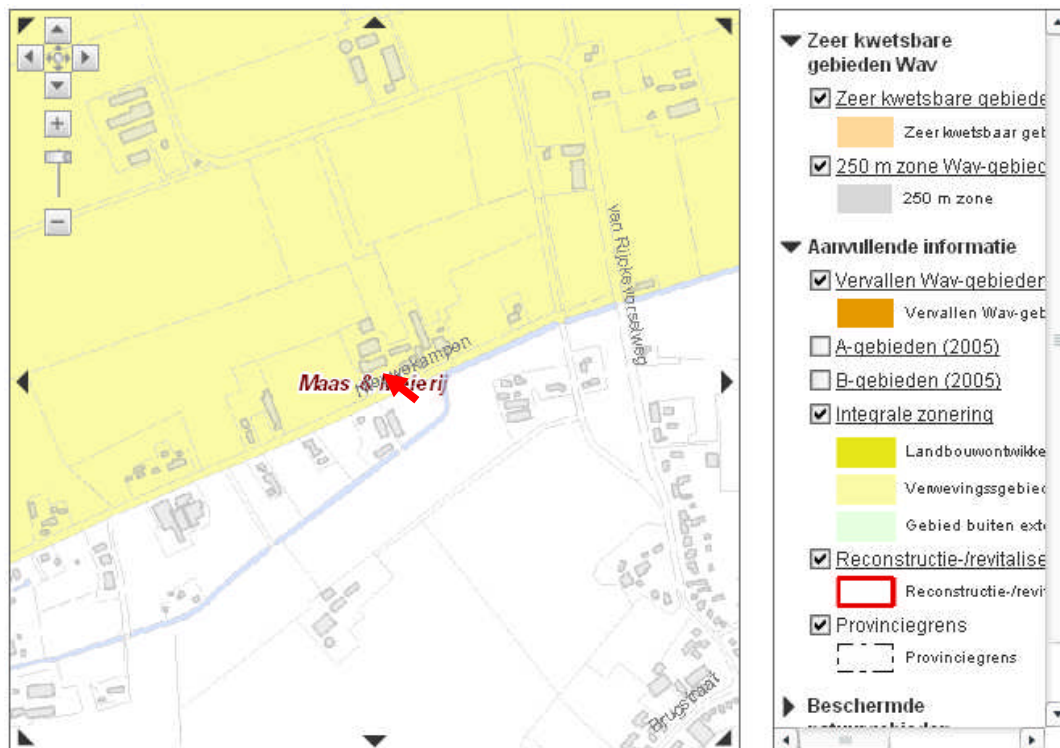 van Rijckevorselweg
Nieuwekampen
Maas & Meierij
Brugstraat
Zeer kwetsbare
gebieden Wav
Zeer kwetsbare gebiede
Zeer kwetsbaar geb
250 m zone Wav-gebied
250 m zone
Aanvullende informatie
Vervallen Wav-gebieden
Vervallen Wav-geb
A-gebieden (2005)
B-gebieden (2005)
Integrale zonering
Landbouwontwikke
Verwevingsgebied
Gebied buiten exte
Reconstructie-/revitalise
Reconstructie-/revit
Provinciegrens
Provinciegrens
Beschermde